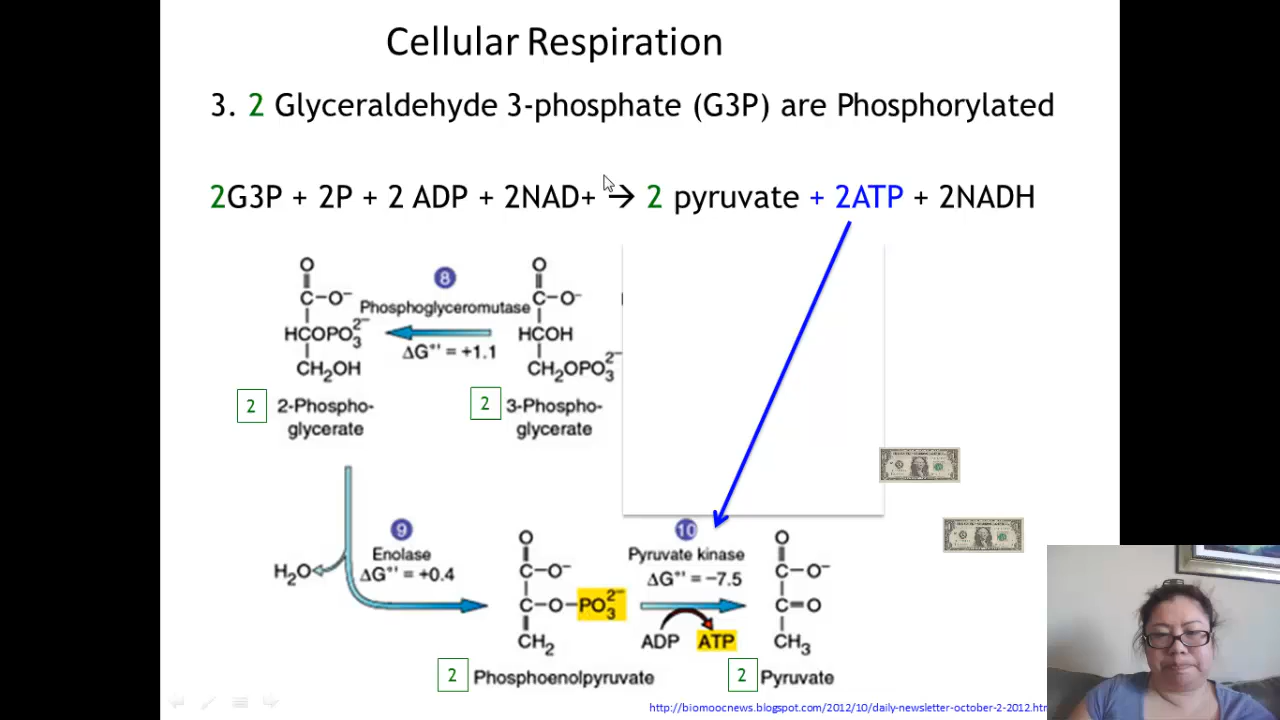 Cellular Respiration
3. 2 Glyceraldehyde 3-phosphate (G3P) are Phosphorylated
2G3P + 2P + 2 ADP + 2NAD+ → 2 pyruvate + 2ATP + 2NADH
O
C–O⁻
HCOPO₃²⁻
CH₂OH
2
2-Phospho-
glycerate
8
Phosphoglyceromutase
ΔG°' = +1.1
O
C–O⁻
HCOH
CH₂OPO₃²⁻
2
3-Phospho-
glycerate
H₂O
9
Enolase
ΔG°' = +0.4
O
C–O⁻
C–O–PO₃²⁻
CH₂
2
Phosphoenolpyruvate
10
Pyruvate kinase
ΔG°' = –7.5
ADP
ATP
O
C–O⁻
C=O
CH₃
2
Pyruvate
http://biomoocnews.blogspot.com/2012/10/daily-newsletter-october-2-2012.htm